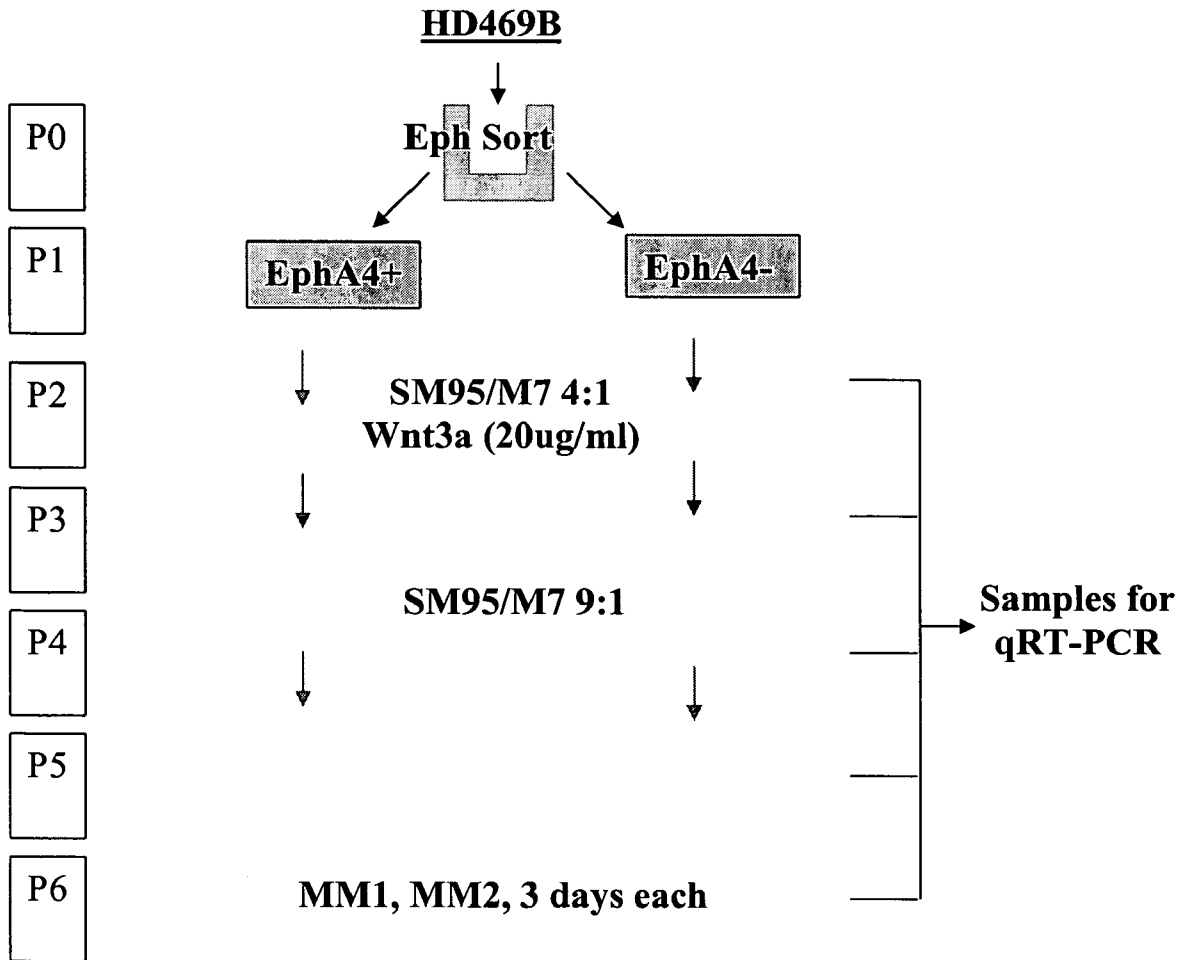 HD469B
P0
Eph Sort
P1
EphA4+
EphA4-
P2
SM95/M7 4:1
Wnt3a (20ug/ml)
P3
SM95/M7 9:1
Samples for
qRT-PCR
P4
P5
P6
MM1, MM2, 3 days each